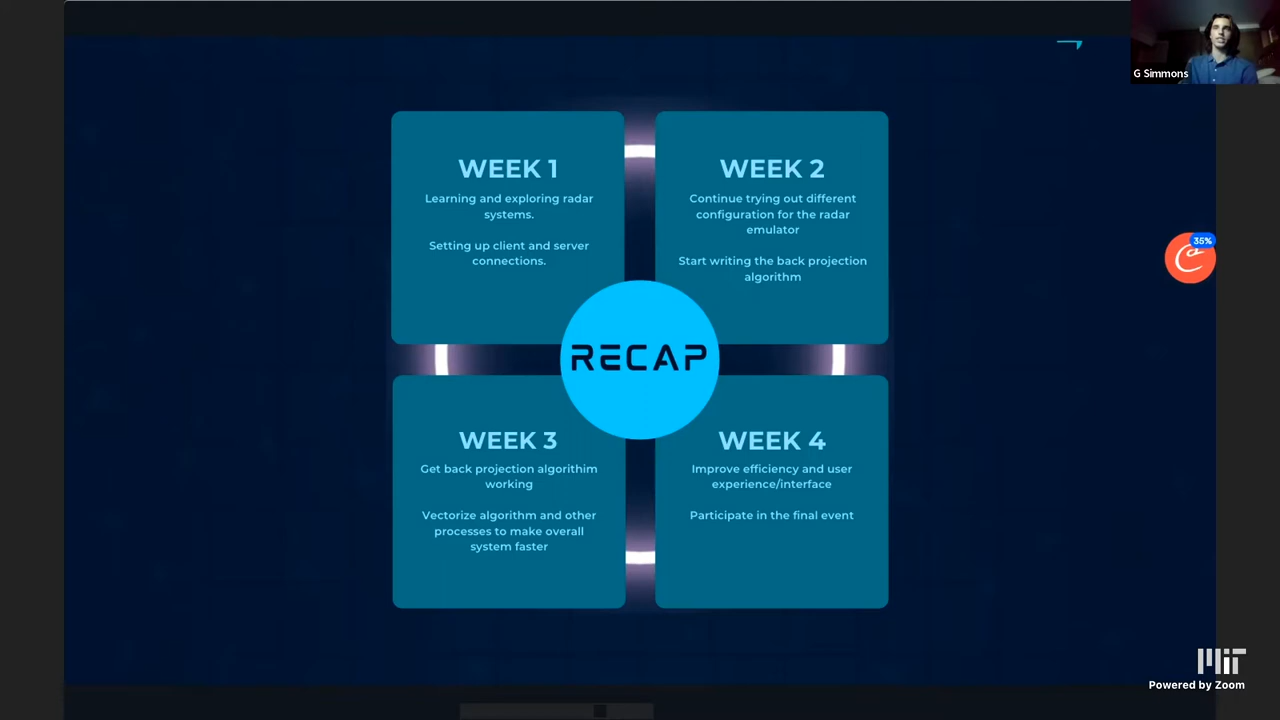 G Simmons
WEEK 1
Learning and exploring radar
systems.
Setting up client and server
connections.
WEEK 2
Continue trying out different
configuration for the radar
emulator
Start writing the back projection
algorithm
35%
RECAP
WEEK 3
Get back projection algorithim
working
Vectorize algorithm and other
processes to make overall
system faster
WEEK 4
Improve efficiency and user
experience/interface
Participate in the final event
MIT
Powered by Zoom